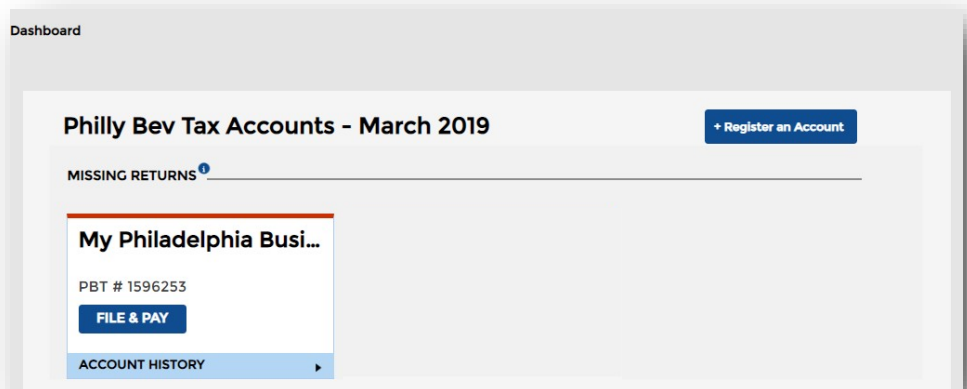 Dashboard
Philly Bev Tax Accounts - March 2019
+ Register an Account
MISSING RETURNS i
My Philadelphia Busi...
PBT # 1596253
FILE & PAY
ACCOUNT HISTORY